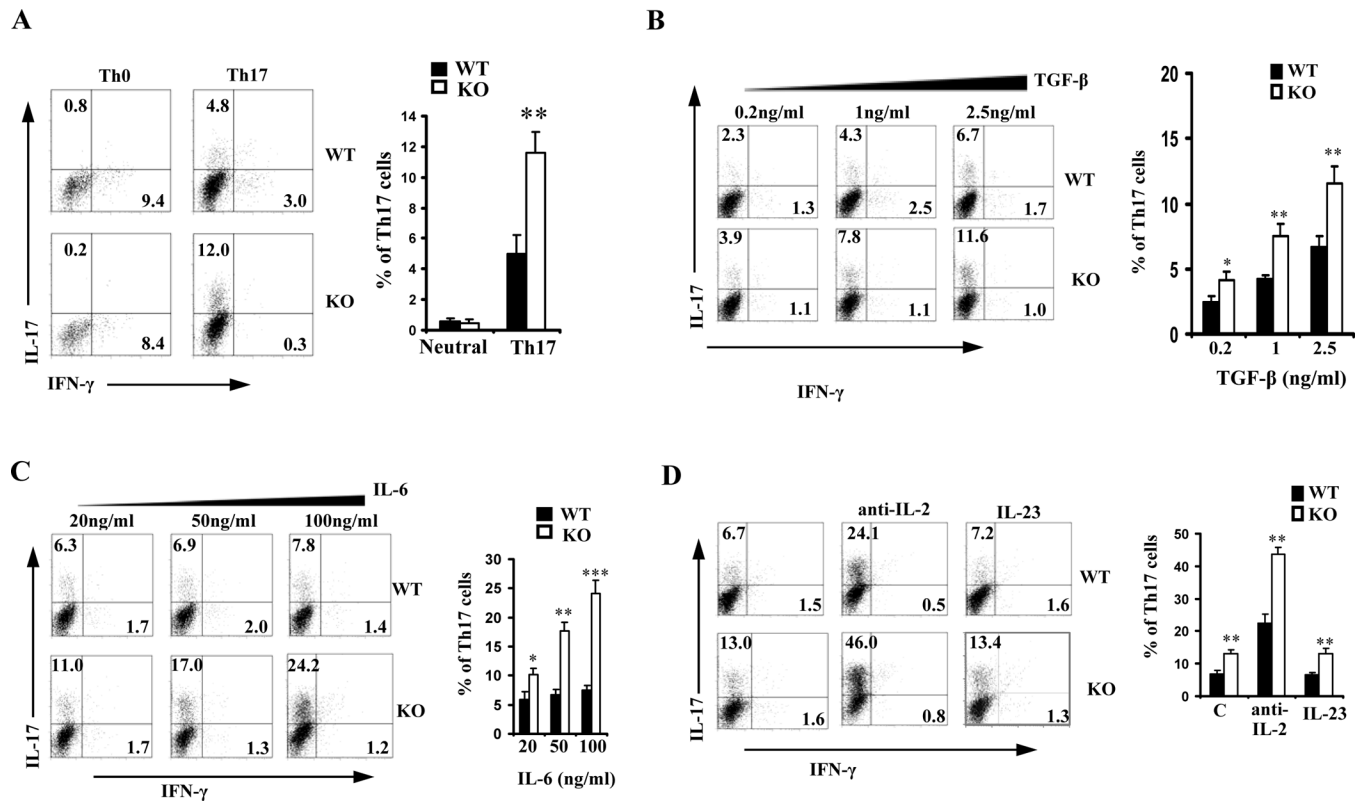 A
Th0 Th17
0.8 4.8
WT
9.4 3.0
0.2 12.0
KO
8.4 0.3
IL-17
IFN-γ
WT
KO
% of Th17 cells
14
12
10
8
6
4
2
0
**
Neutral Th17
B
TGF-β
0.2ng/ml 1ng/ml 2.5ng/ml
2.3 4.3 6.7
WT
1.3 2.5 1.7
3.9 7.8 11.6
KO
1.1 1.1 1.0
IL-17
IFN-γ
WT
KO
% of Th17 cells
20
15
10
5
0
* ** **
0.2 1 2.5
TGF-β (ng/ml)
C
IL-6
20ng/ml 50ng/ml 100ng/ml
6.3 6.9 7.8
WT
1.7 2.0 1.4
11.0 17.0 24.2
KO
1.7 1.3 1.2
IL-17
IFN-γ
WT
KO
% of Th17 cells
30
25
20
15
10
5
0
* ** ***
20 50 100
IL-6 (ng/ml)
D
anti-IL-2 IL-23
6.7 24.1 7.2
WT
1.5 0.5 1.6
13.0 46.0 13.4
KO
1.6 0.8 1.3
IL-17
IFN-γ
WT
KO
% of Th17 cells
50
40
30
20
10
0
** ** **
C anti- IL-23
IL-2